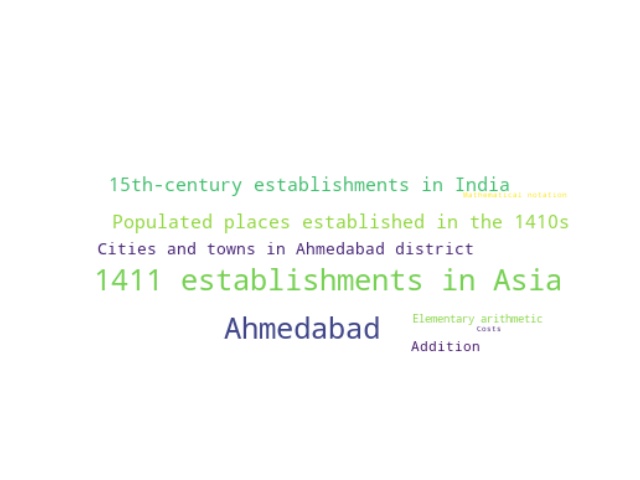 15th-century establishments in India
Mathematical notation
Populated places established in the 1410s
Cities and towns in Ahmedabad district
1411 establishments in Asia
Ahmedabad
Elementary arithmetic
Costs
Addition